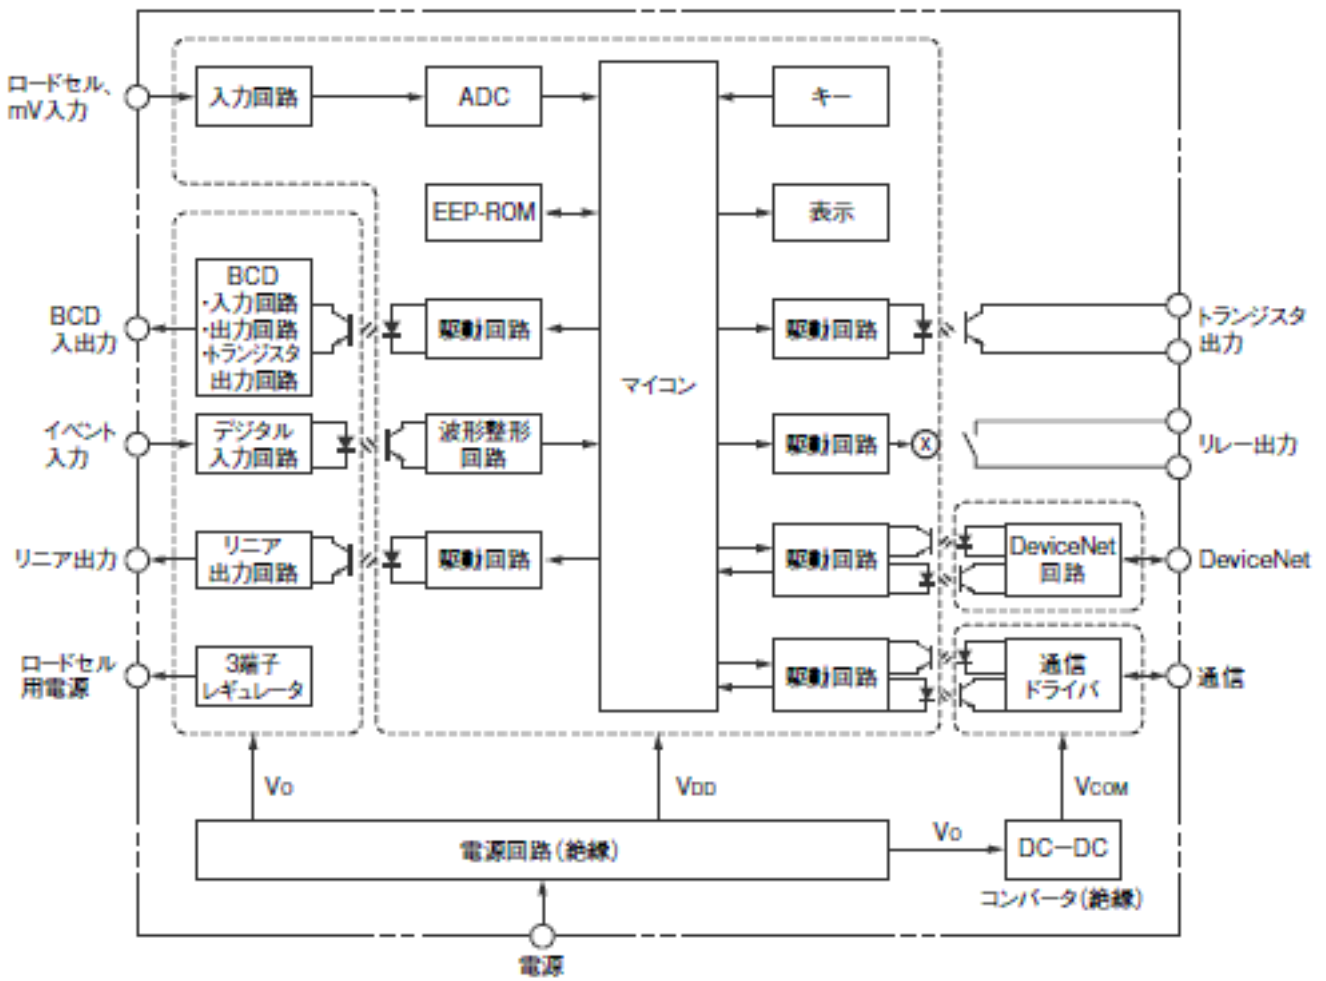 ロードセル、
mV入力
入力回路
ADC
キー
EEP-ROM
表示
BCD
入出力
BCD
・入力回路
・出力回路
・トランジスタ
出力回路
駆動回路
マイコン
駆動回路
トランジスタ
出力
イベント
入力
デジタル
入力回路
波形整形
回路
駆動回路
X
リレー出力
リニア出力
リニア
出力回路
駆動回路
駆動回路
DeviceNet
回路
DeviceNet
ロードセル
用電源
3端子
レギュレータ
駆動回路
通信
ドライバ
通信
VO
VDD
VCOM
電源回路(絶縁)
VO
DC−DC
コンバータ(絶縁)
電源